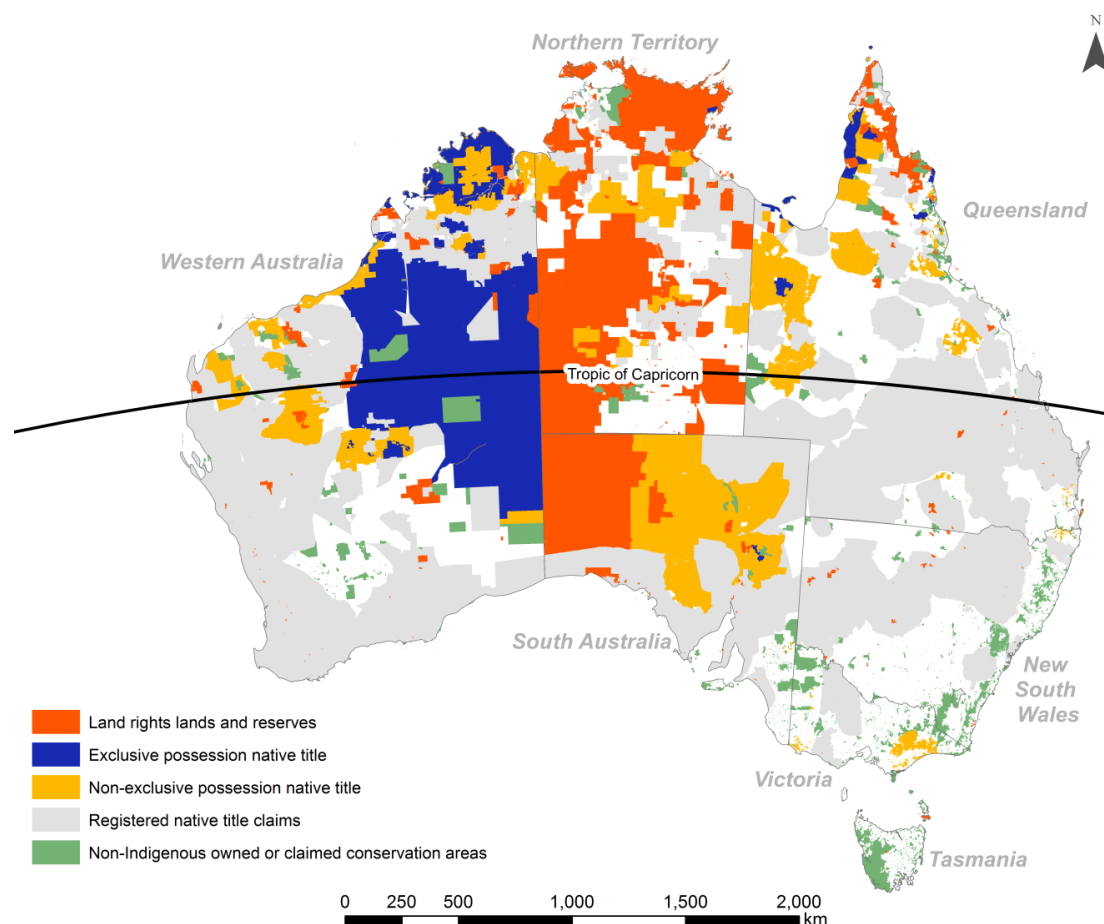 N
Northern Territory
Queensland
Western Australia
Tropic of Capricorn
South Australia
New
South
Wales
Victoria
Tasmania
Land rights lands and reserves
Exclusive possession native title
Non-exclusive possession native title
Registered native title claims
Non-Indigenous owned or claimed conservation areas
0 250 500 1,000 1,500 2,000
km